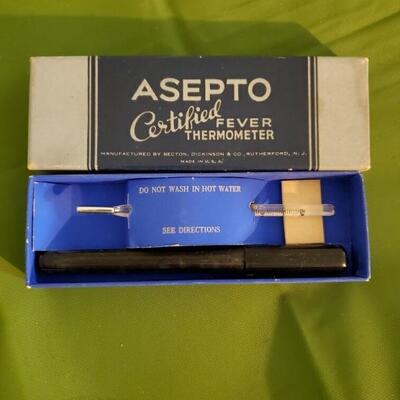 ASEPTO
Certified FEVER
THERMOMETER
MANUFACTURED BY BECTON, DICKINSON & CO., RUTHERFORD, N. J.
MADE IN U. S. A.
DO NOT WASH IN HOT WATER
SEE DIRECTIONS